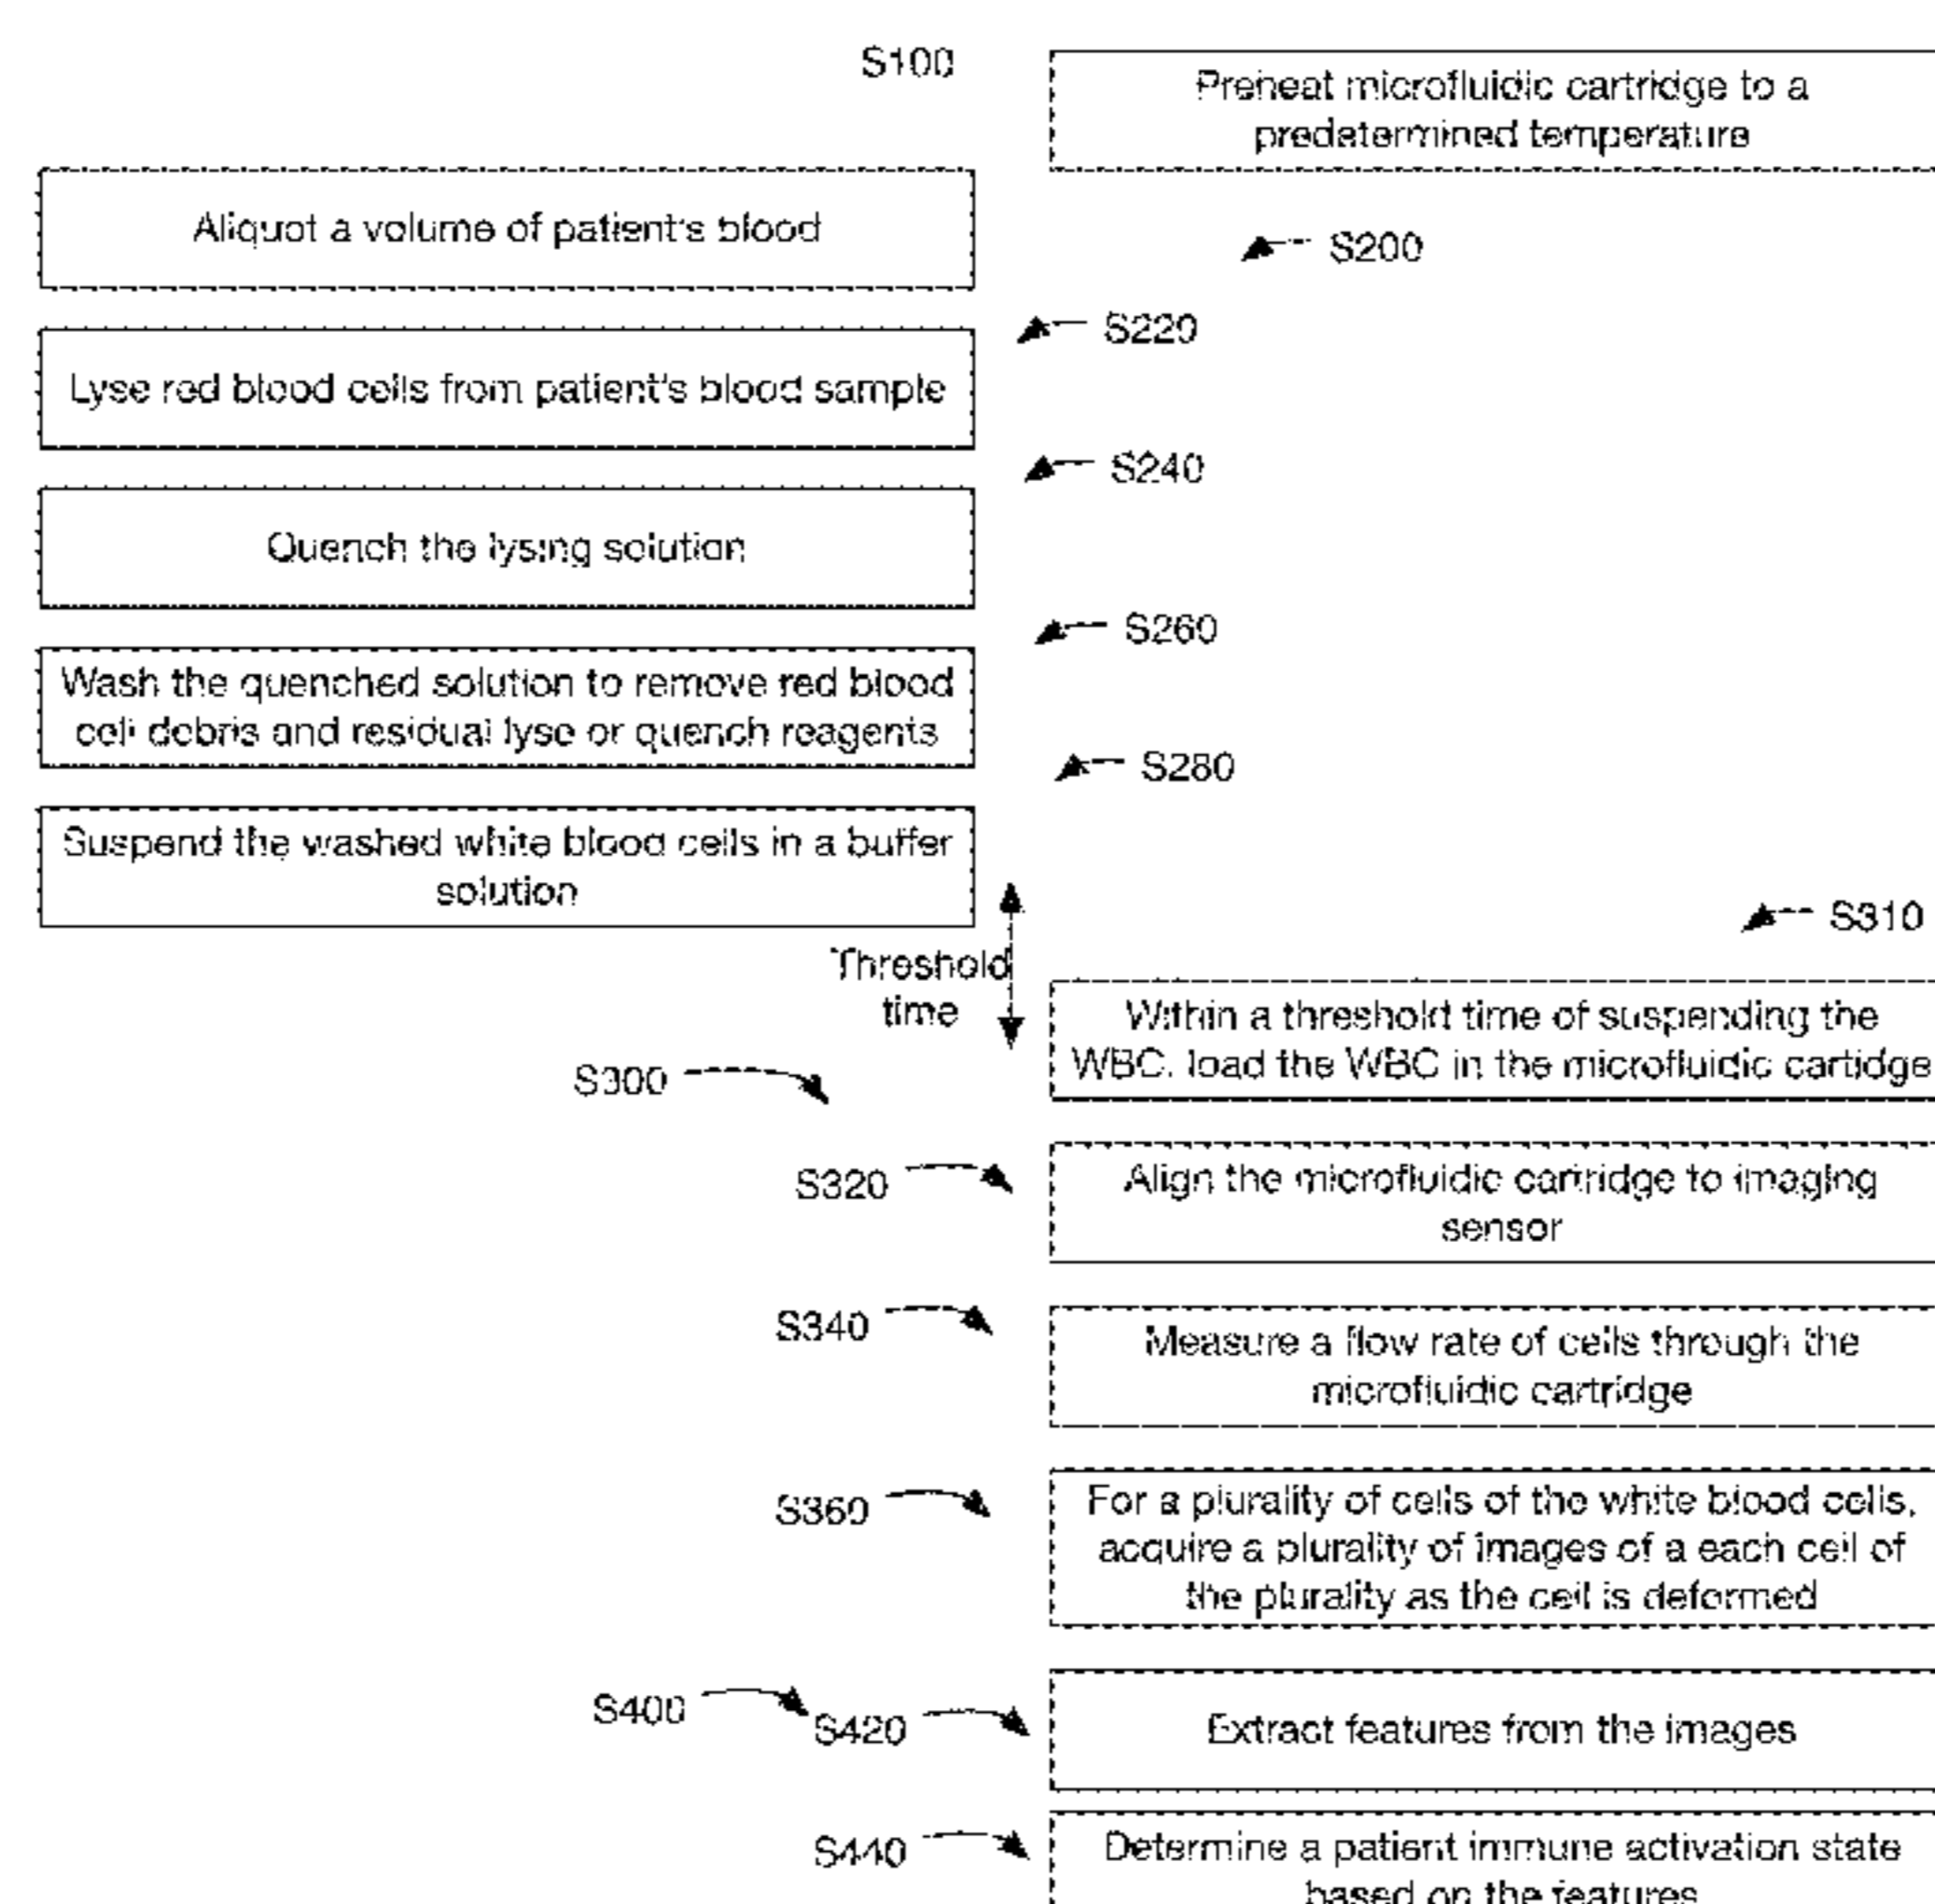 S100
Preheat microfluidic cartridge to a
predetermined temperature
Aliquot a volume of patient's blood
S200
S220
Lyse red blood cells from patient's blood sample
S240
Quench the lysing solution
S260
Wash the quenched solution to remove red blood
cell debris and residual lyse or quench reagents
S280
Suspend the washed white blood cells in a buffer
solution
S310
Threshold
time
Within a threshold time of suspending the
WBC, load the WBC in the microfluidic cartidge
S300
S320
Align the microfluidic cartridge to imaging
sensor
S340
Measure a flow rate of cells through the
microfluidic cartridge
S360
For a plurality of cells of the white blood cells,
acquire a plurality of images of a each cell of
the plurality as the cell is deformed
S400
S420
Extract features from the images
S440
Determine a patient immune activation state
based on the features